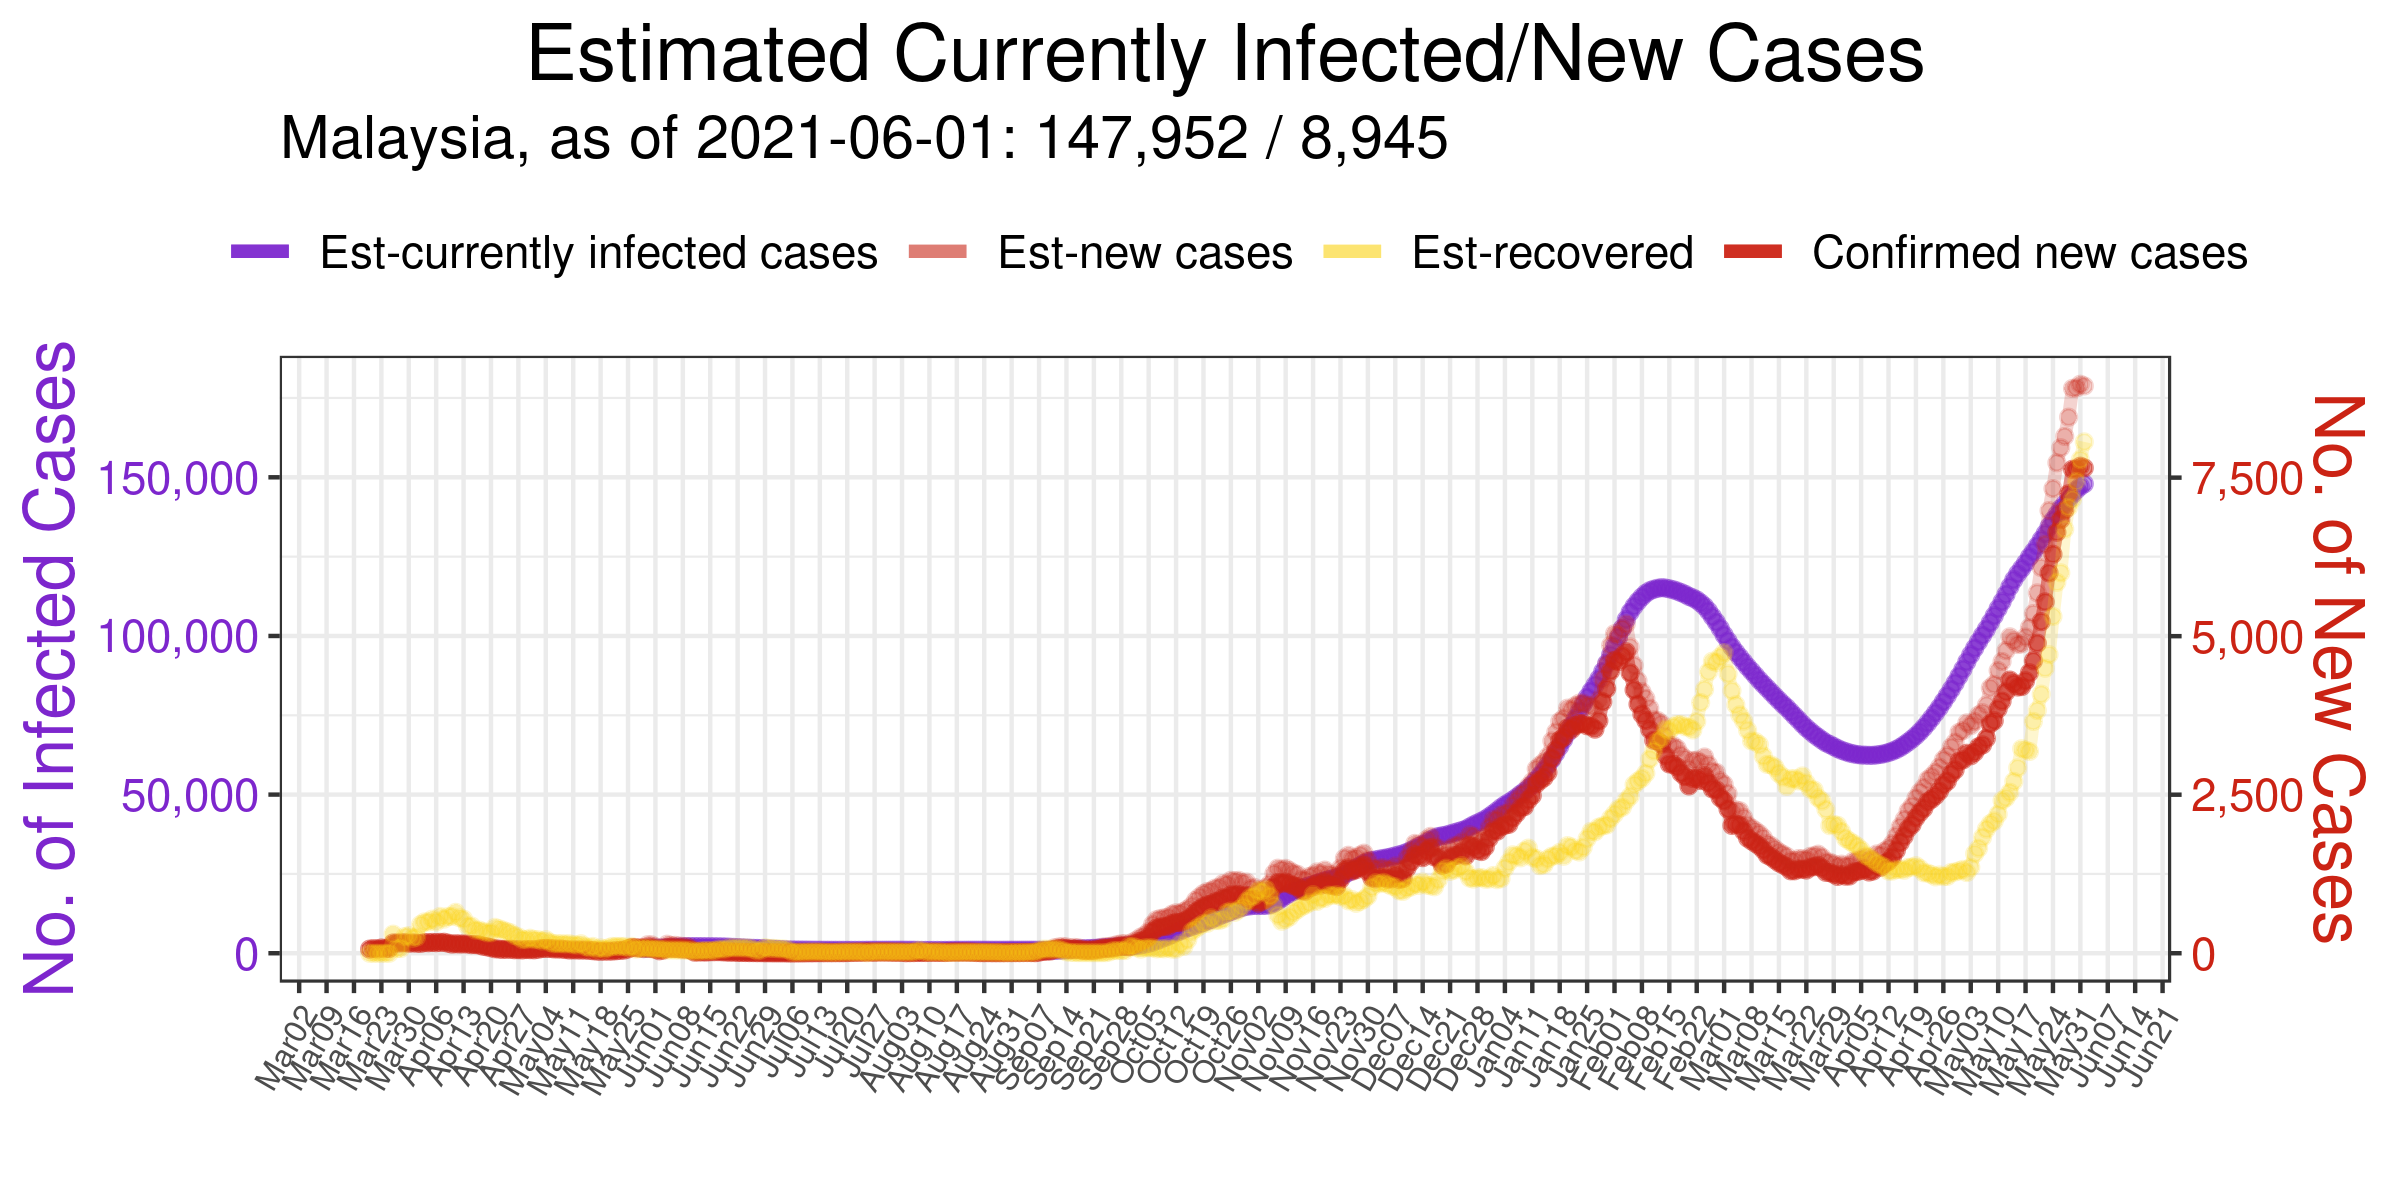 Estimated Currently Infected/New Cases
Malaysia, as of 2021-06-01: 147,952 / 8,945
Est-currently infected cases Est-new cases Est-recovered Confirmed new cases
No. of Infected Cases
150,000
100,000
50,000
0
7,500
5,000
2,500
0
No. of New Cases
Mar02 Mar09 Mar16 Mar23 Mar30 Apr06 Apr13 Apr20 Apr27 May04 May11 May18 May25 Jun01 Jun08 Jun15 Jun22 Jun29 Jul06 Jul13 Jul20 Jul27 Aug03 Aug10 Aug17 Aug24 Aug31 Sep07 Sep14 Sep21 Sep28 Oct05 Oct12 Oct19 Oct26 Nov02 Nov09 Nov16 Nov23 Nov30 Dec07 Dec14 Dec21 Dec28 Jan04 Jan11 Jan18 Jan25 Feb01 Feb08 Feb15 Feb22 Mar01 Mar08 Mar15 Mar22 Mar29 Apr05 Apr12 Apr19 Apr26 May03 May10 May17 May24 May31 Jun07 Jun14 Jun21